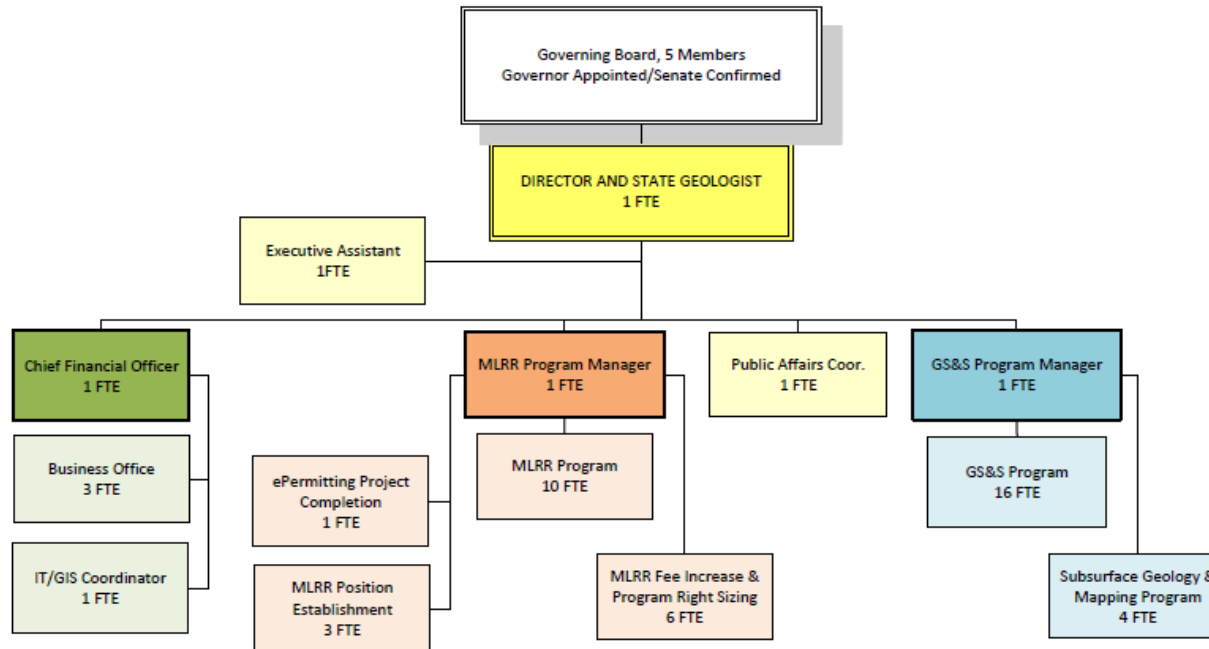 Governing Board, 5 Members
Governor Appointed/Senate Confirmed
DIRECTOR AND STATE GEOLOGIST
1 FTE
Executive Assistant
1FTE
Chief Financial Officer
1 FTE
MLRR Program Manager
1 FTE
Public Affairs Coor.
1 FTE
GS&S Program Manager
1 FTE
Business Office
3 FTE
ePermitting Project
Completion
1 FTE
MLRR Program
10 FTE
GS&S Program
16 FTE
IT/GIS Coordinator
1 FTE
MLRR Position
Establishment
3 FTE
MLRR Fee Increase &
Program Right Sizing
6 FTE
Subsurface Geology &
Mapping Program
4 FTE